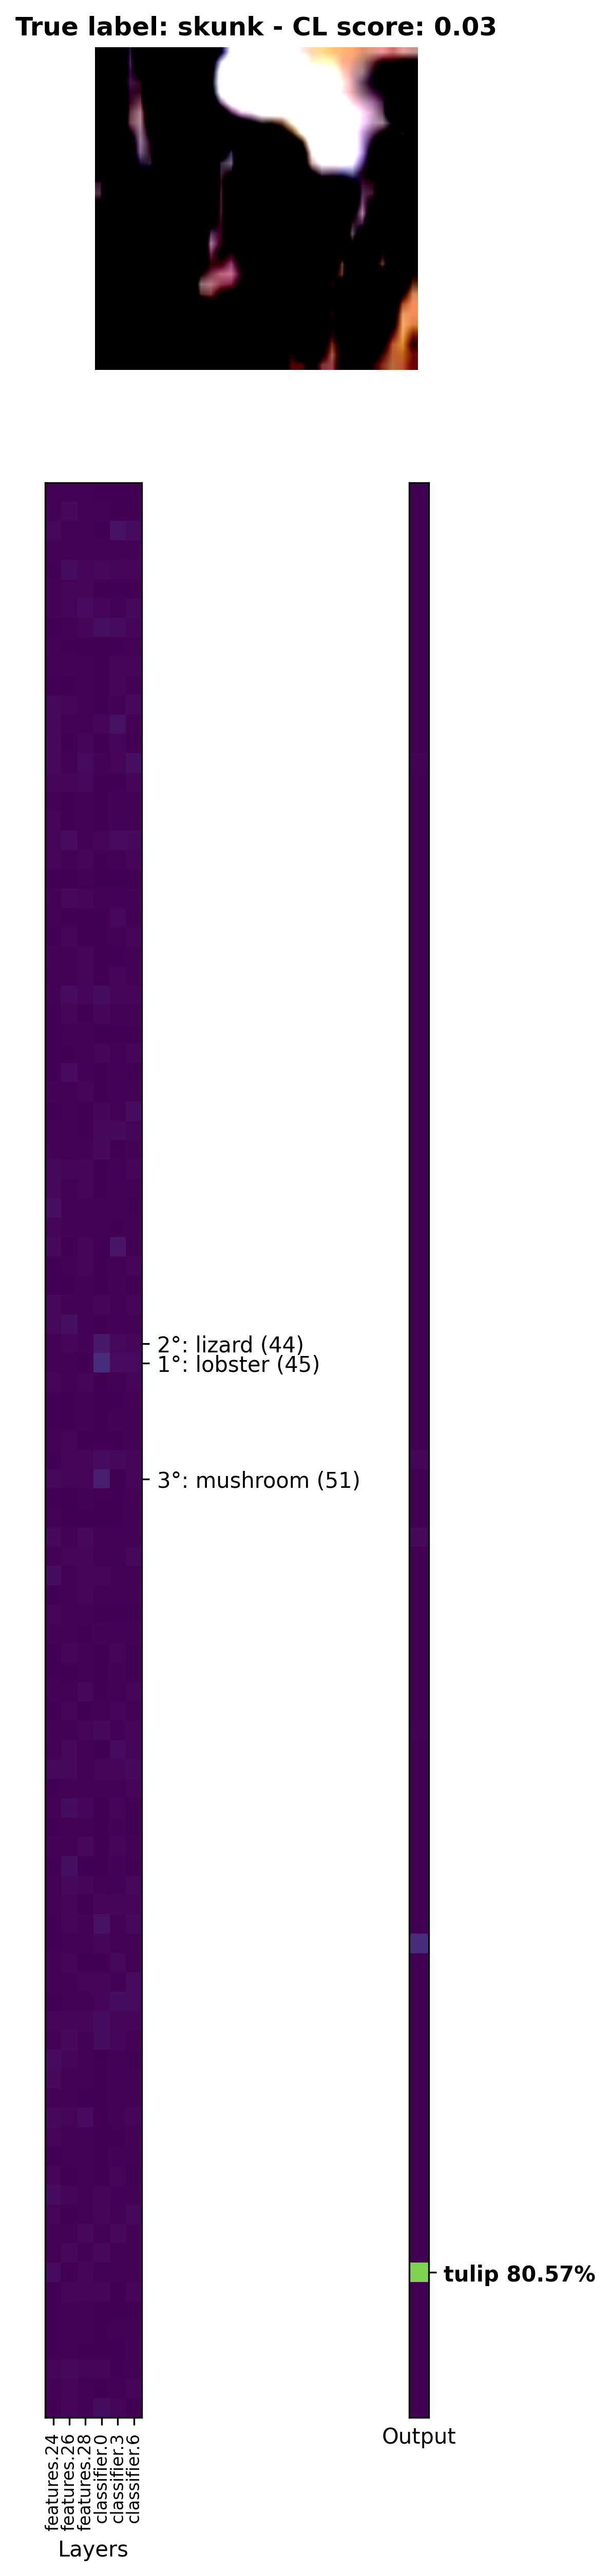 True label: skunk - CL score: 0.03
2°: lizard (44)
1°: lobster (45)
3°: mushroom (51)
tulip 80.57%
features.24
features.26
features.28
classifier.0
classifier.3
classifier.6
Layers
Output